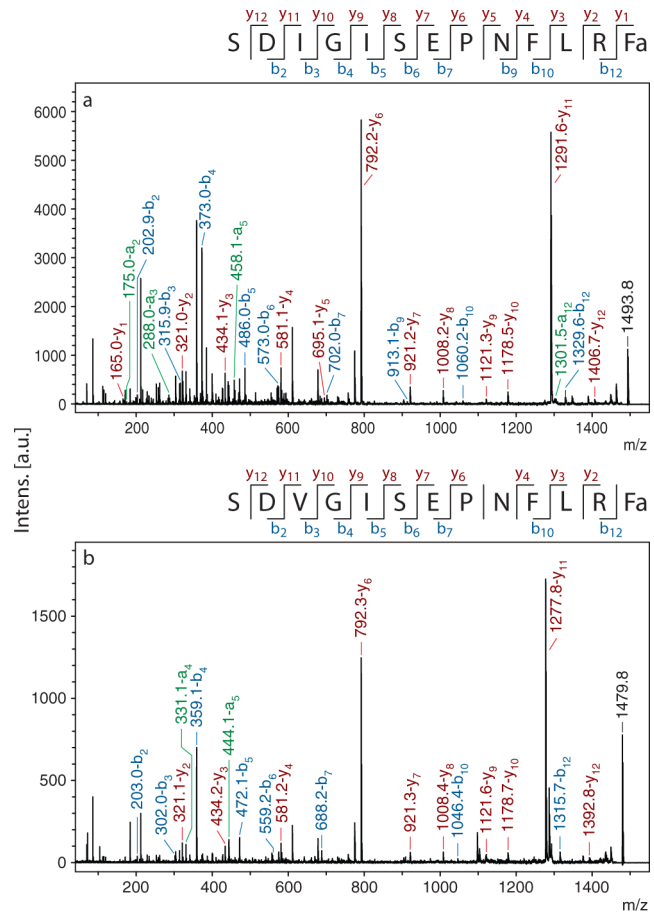 y12 y11 y10 y9 y8 y7 y6 y5 y4 y3 y2 y1
S D I G I S E P N F L R Fa
b2 b3 b4 b5 b6 b7 b9 b10 b12
a
6000
5000
4000
3000
2000
1000
0
165.0-y1
175.0-a2
202.9-b2
288.0-a3
315.9-b3
321.0-y2
373.0-b4
434.1-y3
458.1-a5
486.0-b5
573.0-b6
581.1-y4
695.1-y5
702.0-b7
792.2-y6
913.1-b9
921.2-y7
1008.2-y8
1060.2-b10
1121.3-y9
1178.5-y10
1291.6-y11
1301.5-a12
1329.6-b12
1406.7-y12
1493.8
200 400 600 800 1000 1200 1400
m/z
Intens. [a.u.]
y12 y11 y10 y9 y8 y7 y6 y4 y3 y2
S D V G I S E P N F L R Fa
b2 b3 b4 b5 b6 b7 b10 b12
b
1500
1000
500
0
203.0-b2
302.0-b3
321.1-y2
331.1-a4
359.1-b4
434.2-y3
444.1-a5
472.1-b5
559.2-b6
581.2-y4
688.2-b7
792.3-y6
921.3-y7
1008.4-y8
1046.4-b10
1121.6-y9
1178.7-y10
1277.8-y11
1315.7-b12
1392.8-y12
1479.8
200 400 600 800 1000 1200 1400
m/z